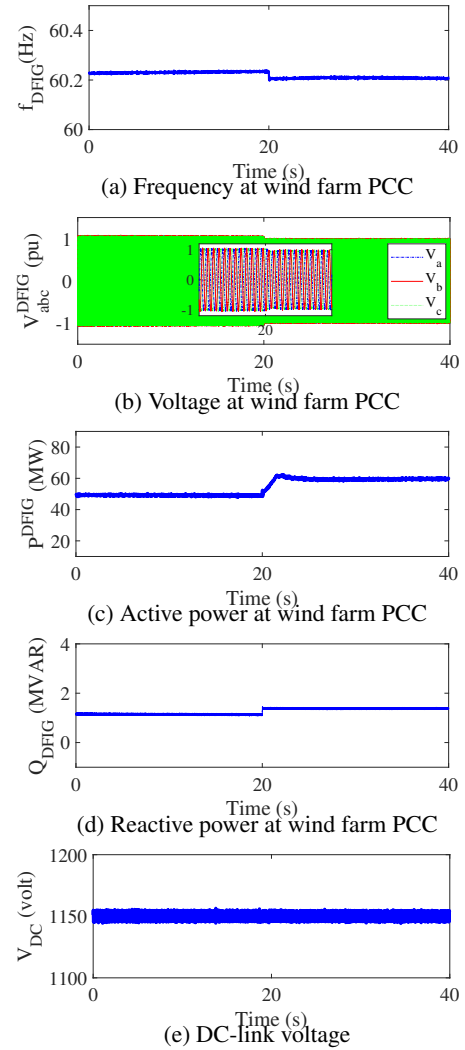 60.4
60.2
60
f_DFIG(Hz)
0 20 40
Time (s)
(a) Frequency at wind farm PCC
1
0
-1
V_abc^DFIG (pu)
1
0
-1
20
V_a
V_b
V_c
0 20 40
Time (s)
(b) Voltage at wind farm PCC
80
60
40
20
P^DFIG (MW)
0 20 40
Time (s)
(c) Active power at wind farm PCC
4
2
0
Q_DFIG (MVAR)
0 20 40
Time (s)
(d) Reactive power at wind farm PCC
1200
1150
1100
V_DC (volt)
0 20 40
Time (s)
(e) DC-link voltage